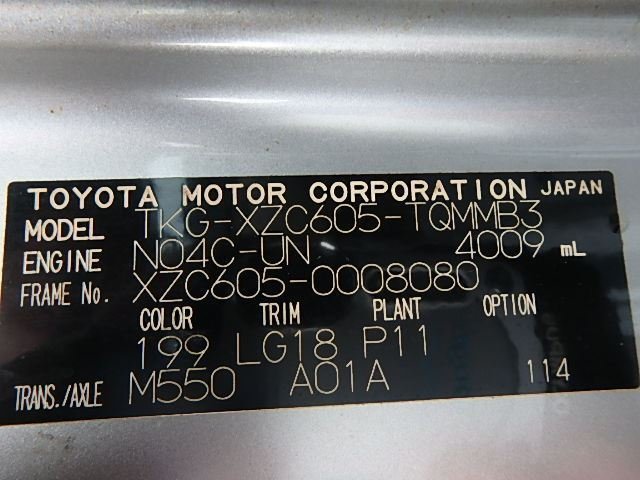 TOYOTA MOTOR CORPORATION JAPAN
MODEL TKG-XZC605-TQMMB3
ENGINE N04C-UN 4009 mL
FRAME No. XZC605-0008080
COLOR TRIM PLANT OPTION
199 LG18 P11
TRANS./AXLE M550 A01A 114